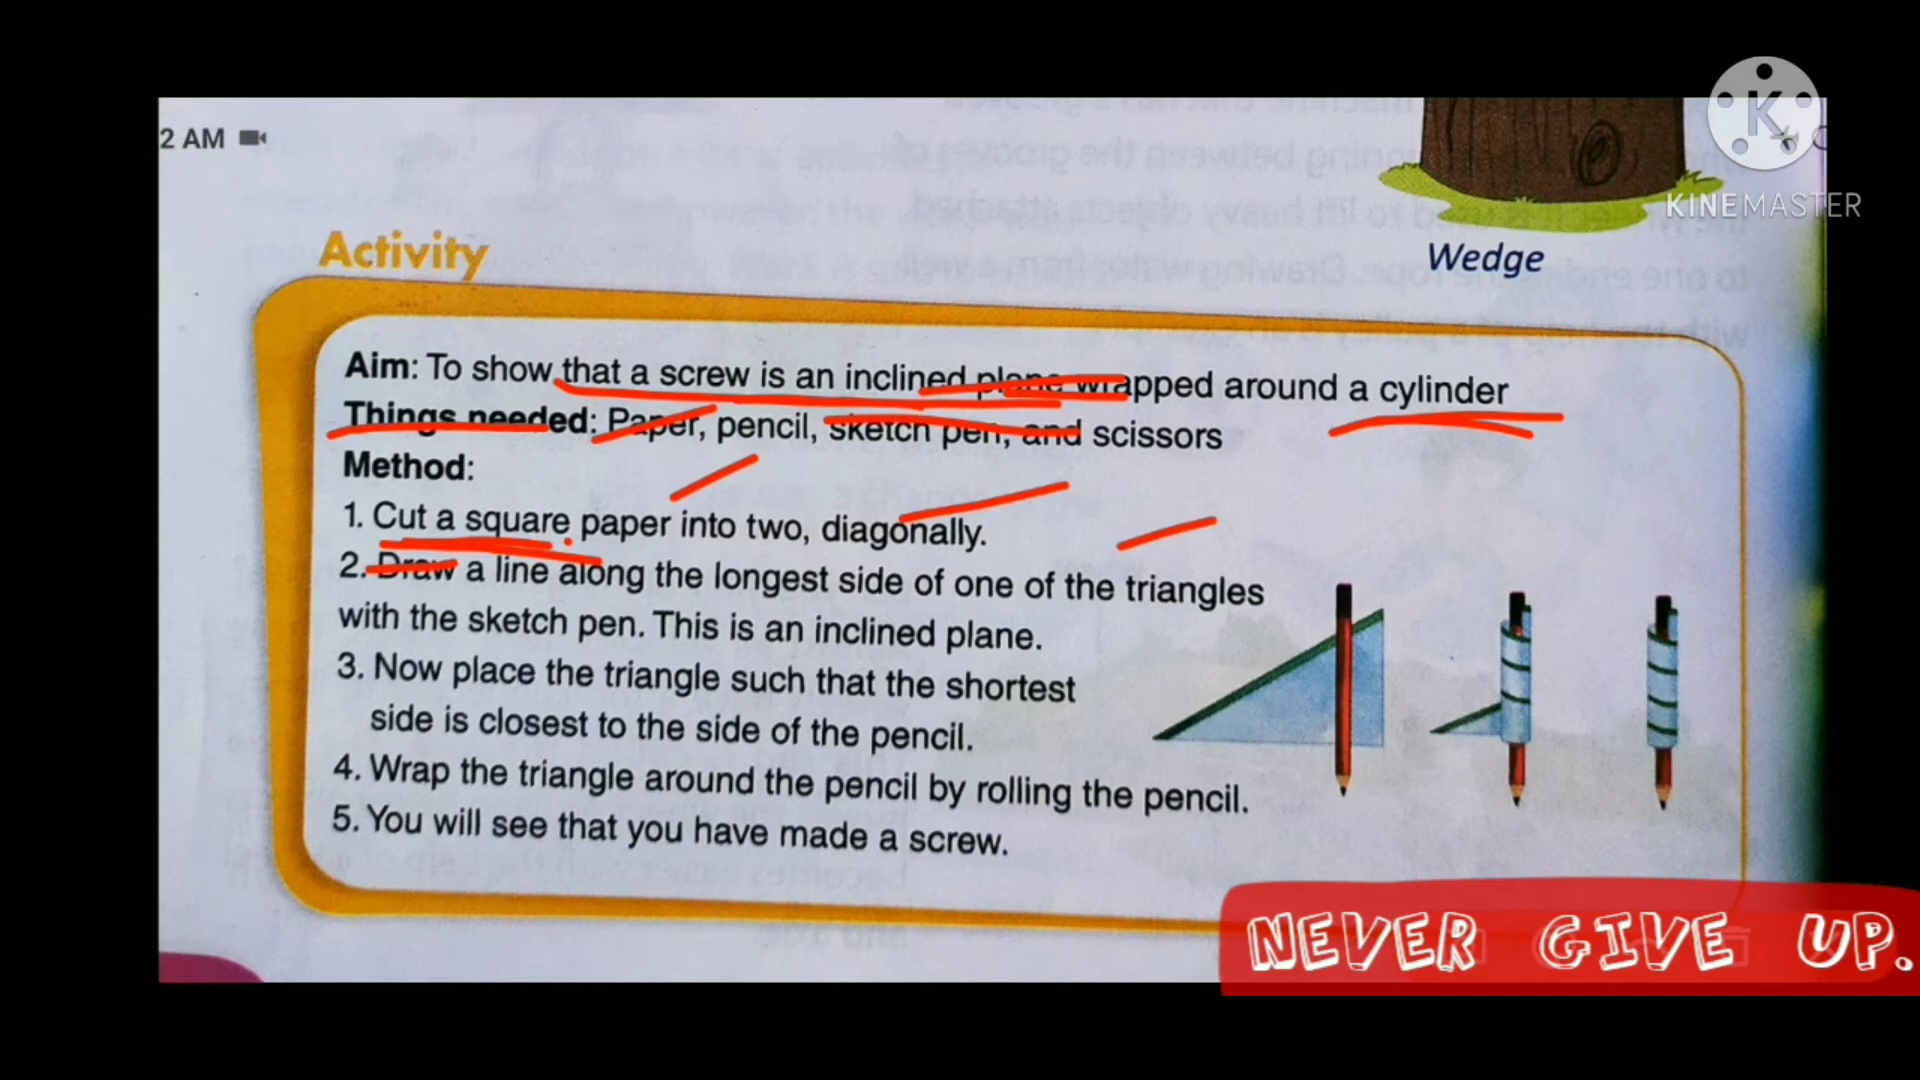 2 AM
K
KINEMASTER
Wedge
Activity
Aim: To show that a screw is an inclined plane wrapped around a cylinder
Things needed: Paper, pencil, sketch pen, and scissors
Method:
1. Cut a square paper into two, diagonally.
2. Draw a line along the longest side of one of the triangles
with the sketch pen. This is an inclined plane.
3. Now place the triangle such that the shortest
side is closest to the side of the pencil.
4. Wrap the triangle around the pencil by rolling the pencil.
5. You will see that you have made a screw.
NEVER GIVE UP.